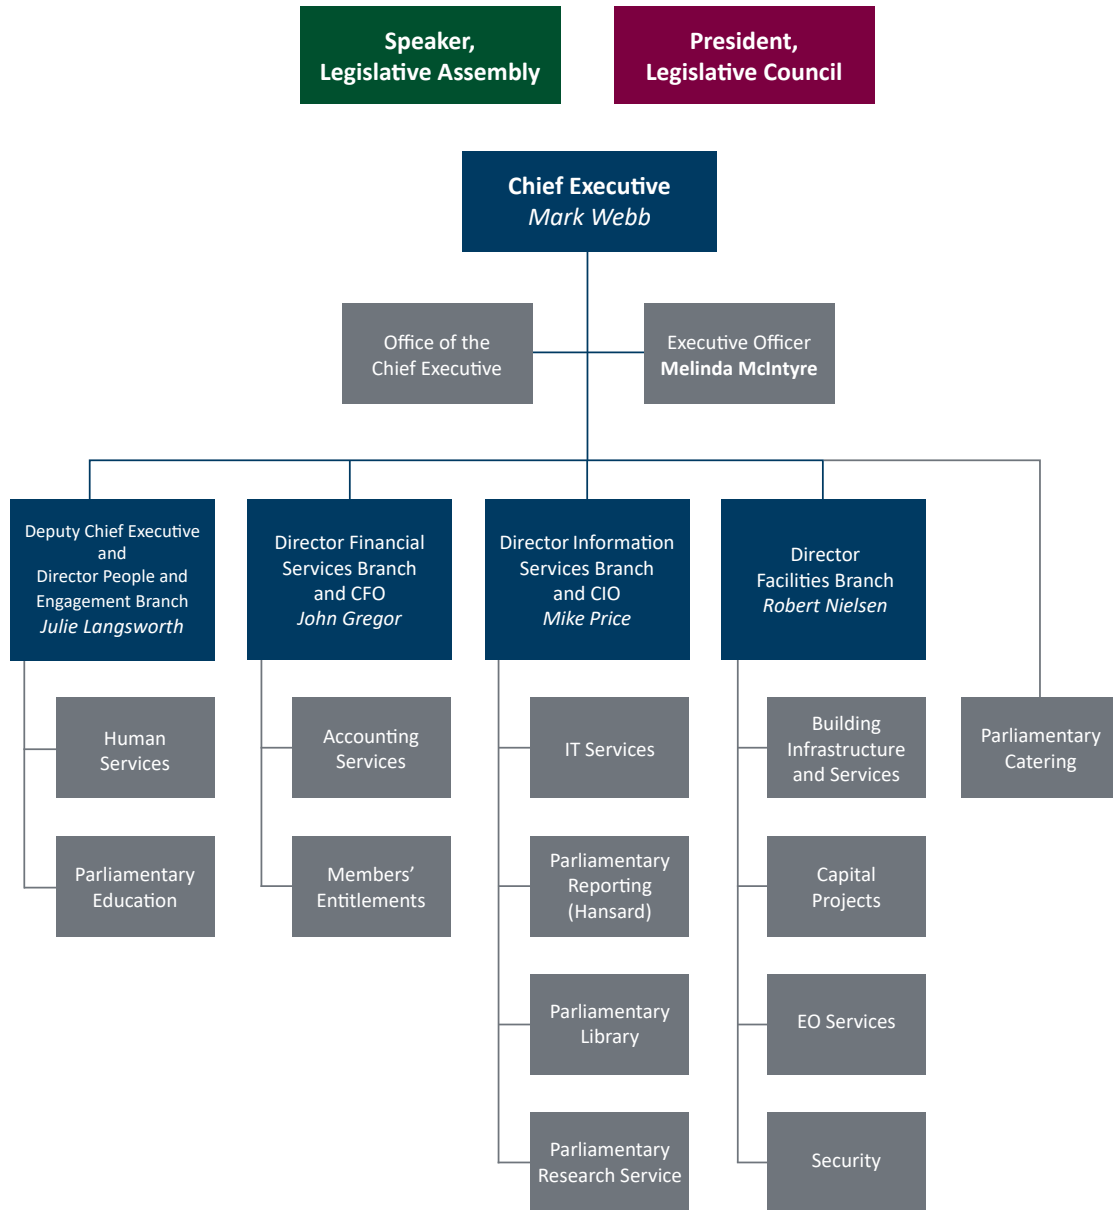 Speaker,
Legislative Assembly
President,
Legislative Council
Chief Executive
Mark Webb
Office of the
Chief Executive
Executive Officer
Melinda McIntyre
Deputy Chief Executive
and
Director People and
Engagement Branch
Julie Langsworth
Director Financial
Services Branch
and CFO
John Gregor
Director Information
Services Branch
and CIO
Mike Price
Director
Facilities Branch
Robert Nielsen
Human
Services
Accounting
Services
IT Services
Building
Infrastructure
and Services
Parliamentary
Catering
Parliamentary
Education
Members’
Entitlements
Parliamentary
Reporting
(Hansard)
Capital
Projects
Parliamentary
Library
EO Services
Parliamentary
Research Service
Security